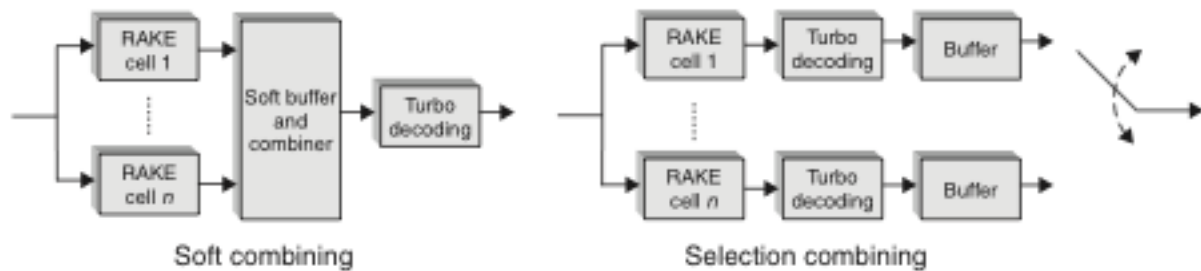 RAKE
cell 1
RAKE
cell n
Soft buffer
and
combiner
Turbo
decoding
Soft combining
RAKE
cell 1
Turbo
decoding
Buffer
RAKE
cell n
Turbo
decoding
Buffer
Selection combining